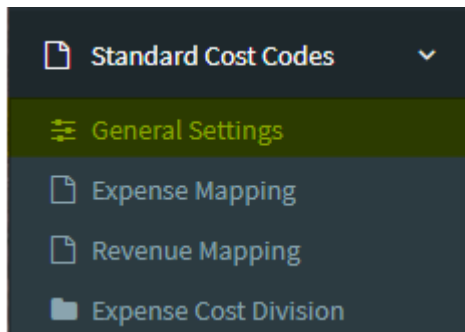 Standard Cost Codes
General Settings
Expense Mapping
Revenue Mapping
Expense Cost Division